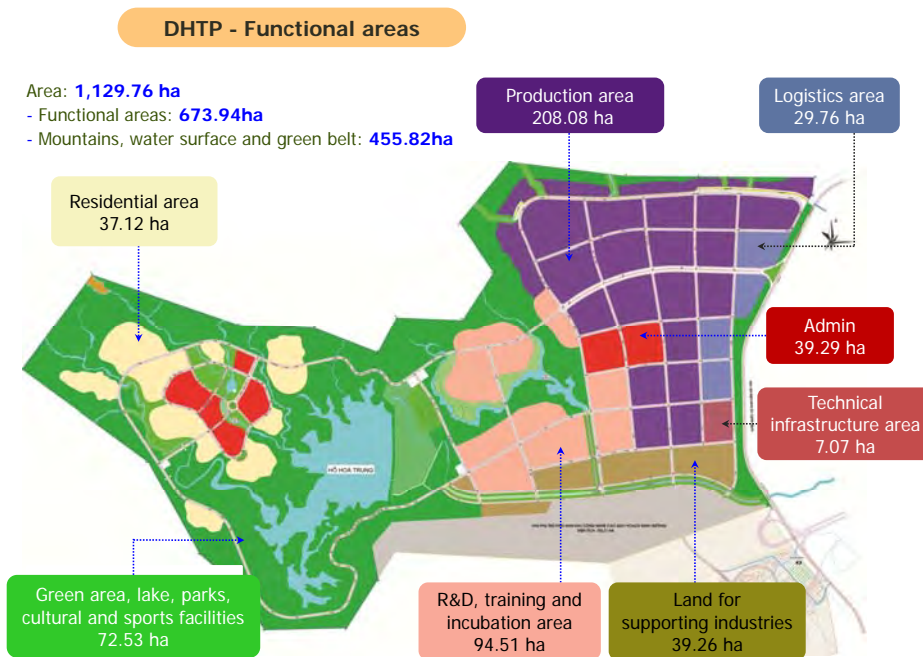 DHTP - Functional areas
Area: 1,129.76 ha
- Functional areas: 673.94ha
- Mountains, water surface and green belt: 455.82ha
Production area
208.08 ha
Logistics area
29.76 ha
Residential area
37.12 ha
Admin
39.29 ha
Technical
infrastructure area
7.07 ha
HỒ HOA TRUNG
Green area, lake, parks,
cultural and sports facilities
72.53 ha
R&D, training and
incubation area
94.51 ha
Land for
supporting industries
39.26 ha